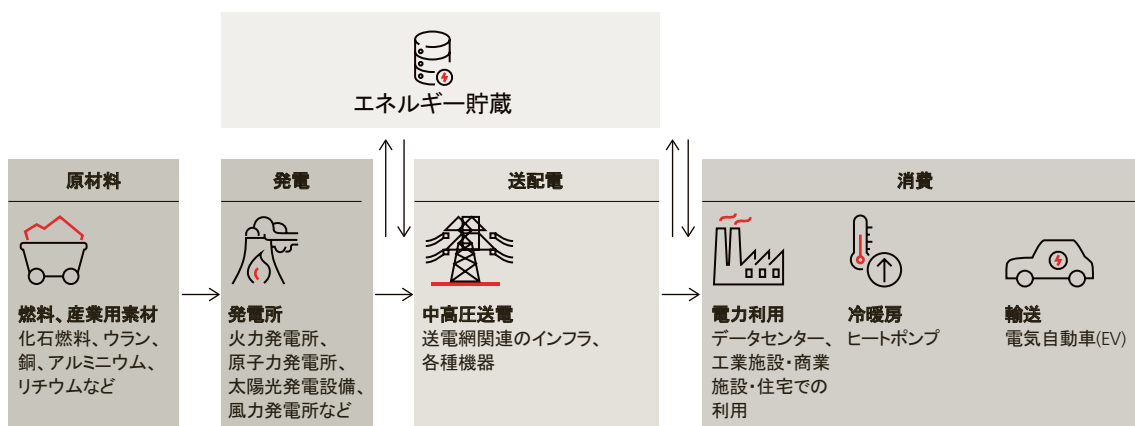 エネルギー貯蔵
原材料
燃料、産業用素材
化石燃料、ウラン、
銅、アルミニウム、
リチウムなど
発電
発電所
火力発電所、
原子力発電所、
太陽光発電設備、
風力発電所など
送配電
中高圧送電
送電網関連のインフラ、
各種機器
消費
電力利用
データセンター、
工業施設・商業
施設・住宅での
利用
冷暖房
ヒートポンプ
輸送
電気自動車(EV)